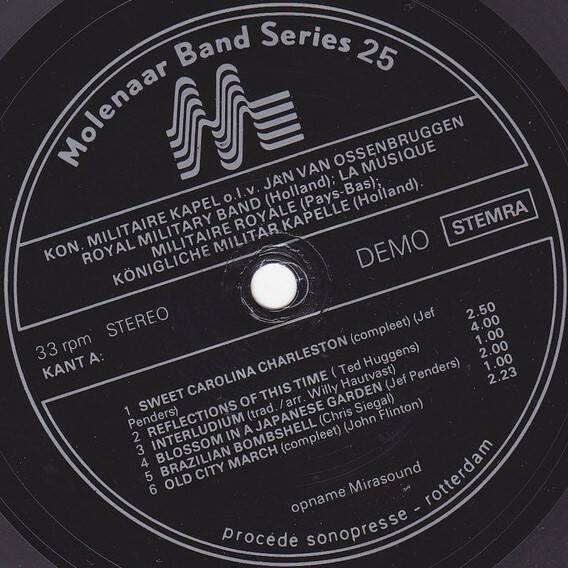 Molenaar Band Series 25
KON. MILITAIRE KAPEL o.l.v. JAN VAN OSSENBRUGGEN
ROYAL MILITARY BAND (Holland); LA MUSIQUE
MILITAIRE ROYALE (Pays-Bas);
KÖNIGLICHE MILITAR KAPELLE (Holland).
DEMO STEMRA
33 rpm STEREO
KANT A:
1 SWEET CAROLINA CHARLESTON (compleet) (Jef 2.50
Penders)
2 REFLECTIONS OF THIS TIME ( Ted Huggens) 4.00
3 INTERLUDIUM (trad. / arr. Willy Hautvast) 1.00
4 BLOSSOM IN A JAPANESE GARDEN (Jef Penders) 2.00
5 BRAZILIAN BOMBSHELL (Chris Siegal) 1.00
6 OLD CITY MARCH (compleet) (John Flinton) 2.23
opname Mirasound
procédé sonopresse - rotterdam